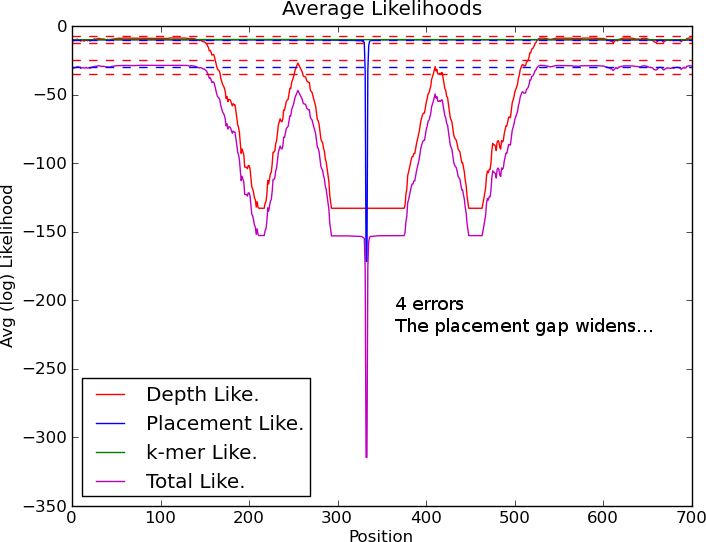 Average Likelihoods
0
−50
−100
−150
−200
−250
−300
−350
Avg (log) Likelihood
4 errors
The placement gap widens...
Depth Like.
Placement Like.
k-mer Like.
Total Like.
0 100 200 300 400 500 600 700
Position